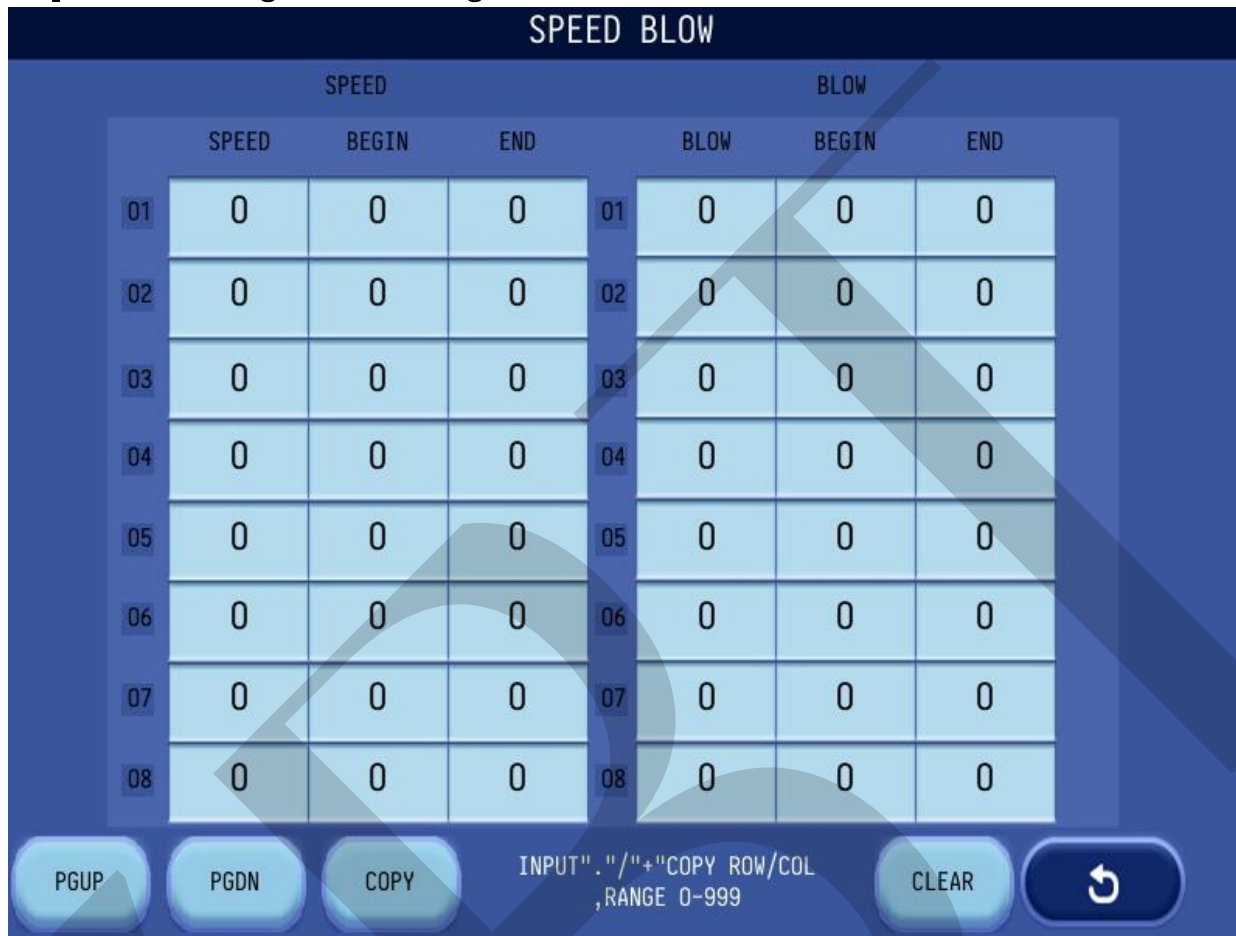 SPEED BLOW
SPEED BLOW
SPEED BEGIN END BLOW BEGIN END
01 0 0 0 01 0 0 0
02 0 0 0 02 0 0 0
03 0 0 0 03 0 0 0
04 0 0 0 04 0 0 0
05 0 0 0 05 0 0 0
06 0 0 0 06 0 0 0
07 0 0 0 07 0 0 0
08 0 0 0 08 0 0 0
PGUP PGDN COPY INPUT"."/"+"COPY ROW/COL CLEAR
,RANGE 0-999